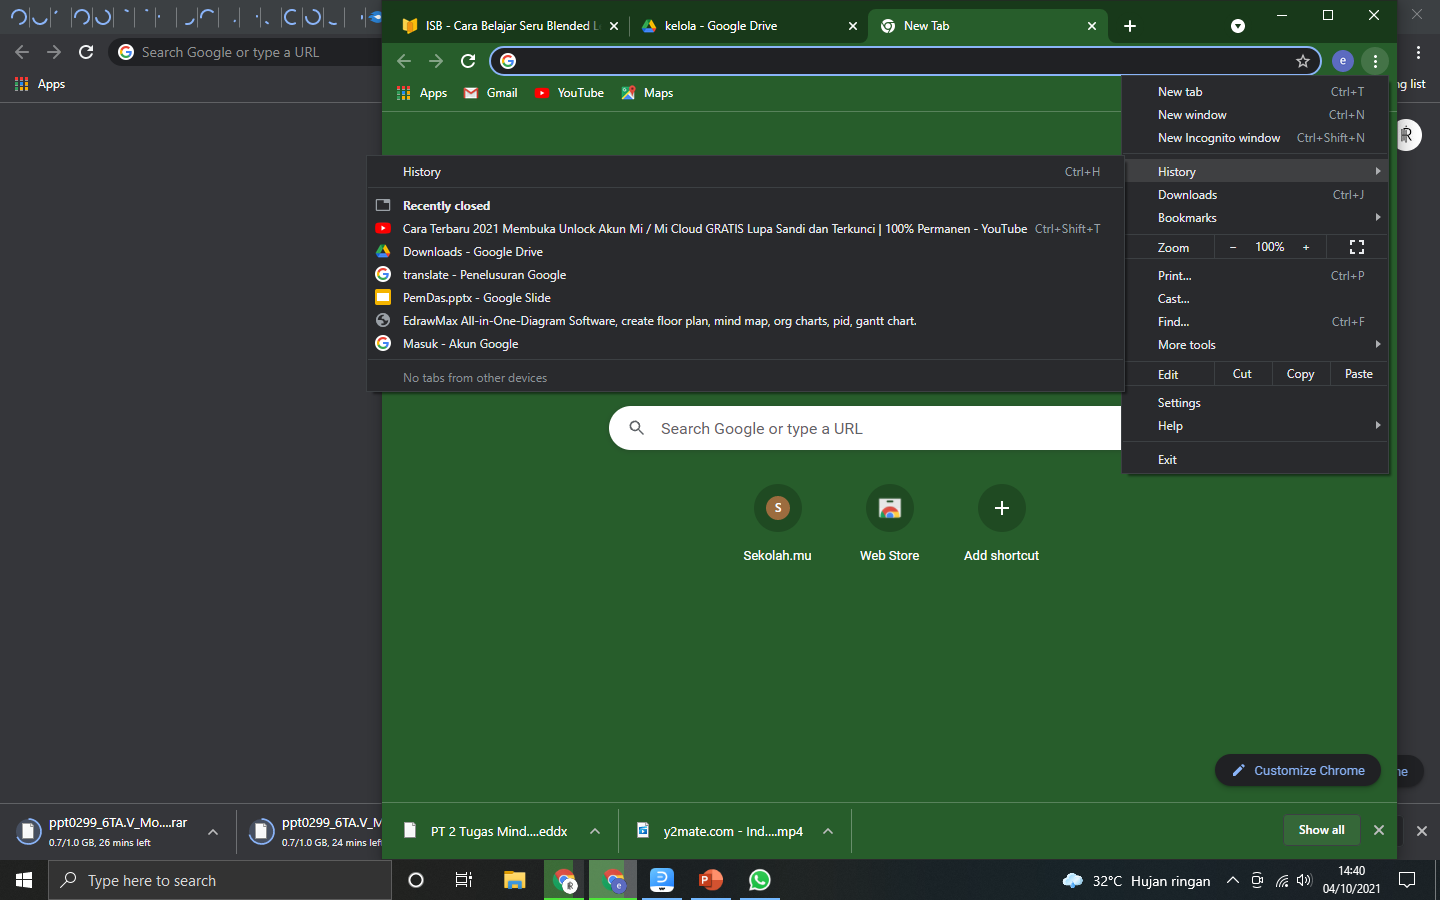 ISB - Cara Belajar Seru Blended L
kelola - Google Drive
New Tab
Search Google or type a URL
e
Apps
Apps
Gmail
YouTube
Maps
ng list
New tab Ctrl+T
New window Ctrl+N
New Incognito window Ctrl+Shift+N
History
Downloads Ctrl+J
Bookmarks
Zoom − 100% +
Print... Ctrl+P
Cast...
Find... Ctrl+F
More tools
Edit Cut Copy Paste
Settings
Help
Exit
History Ctrl+H
Recently closed
Cara Terbaru 2021 Membuka Unlock Akun Mi / Mi Cloud GRATIS Lupa Sandi dan Terkunci | 100% Permanen - YouTube Ctrl+Shift+T
Downloads - Google Drive
translate - Penelusuran Google
PemDas.pptx - Google Slide
EdrawMax All-in-One-Diagram Software, create floor plan, mind map, org charts, pid, gantt chart.
Masuk - Akun Google
No tabs from other devices
Search Google or type a URL
S
Sekolah.mu
Web Store
Add shortcut
Customize Chrome
ne
ppt0299_6TA.V_Mo....rar
0.7/1.0 GB, 26 mins left
ppt0299_6TA.V_M
0.7/1.0 GB, 24 mins left
PT 2 Tugas Mind....eddx
y2mate.com - Ind....mp4
Show all
Type here to search
32°C Hujan ringan
14:40
04/10/2021